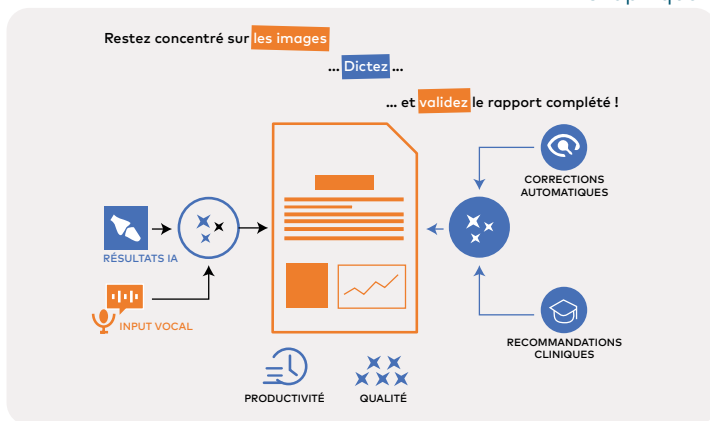 Restez concentré sur les images
... Dictez ...
... et validez le rapport complété !
CORRECTIONS
AUTOMATIQUES
RÉSULTATS IA
INPUT VOCAL
RECOMMANDATIONS
CLINIQUES
PRODUCTIVITÉ
QUALITÉ